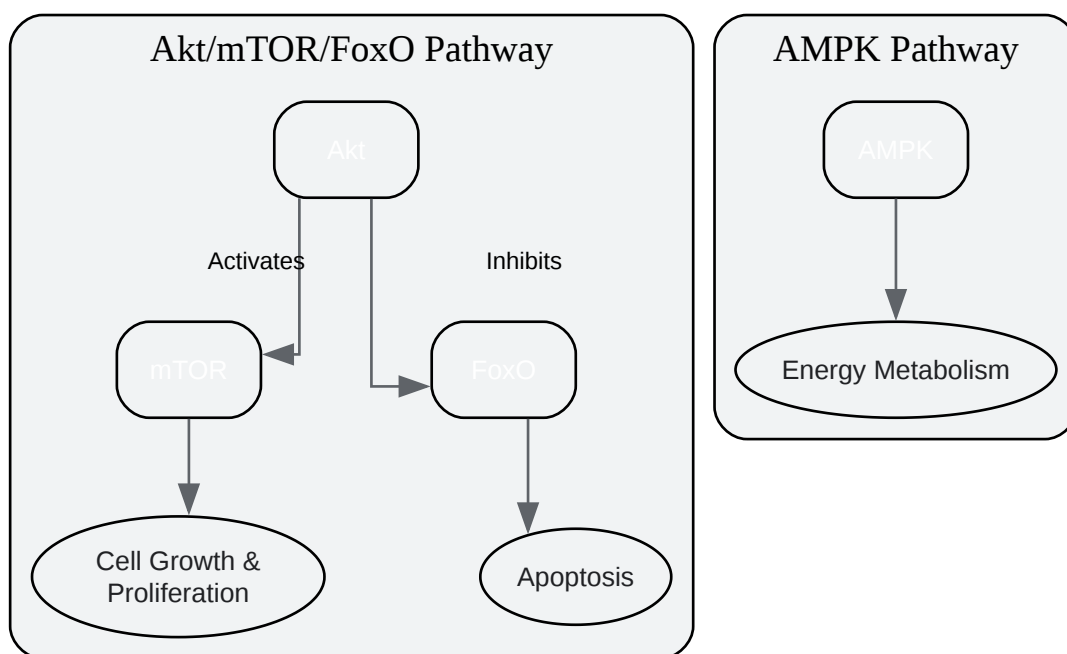 Akt/mTOR/FoxO Pathway
Akt
Activates
Inhibits
mTOR
FoxO
Cell Growth &
Proliferation
Apoptosis
AMPK Pathway
AMPK
Energy Metabolism